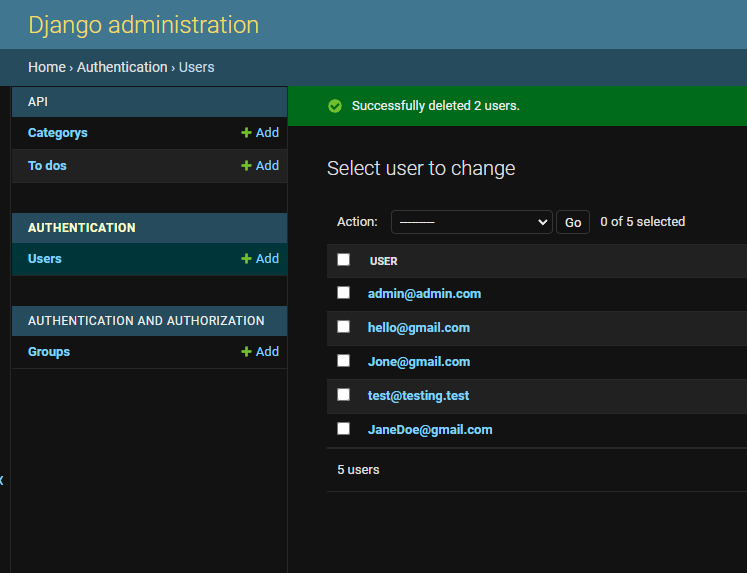 Django administration
Home › Authentication › Users
API
Categorys + Add
To dos + Add
AUTHENTICATION
Users + Add
AUTHENTICATION AND AUTHORIZATION
Groups + Add
Successfully deleted 2 users.
Select user to change
Action: --------- Go 0 of 5 selected
USER
admin@admin.com
hello@gmail.com
Jone@gmail.com
test@testing.test
JaneDoe@gmail.com
5 users